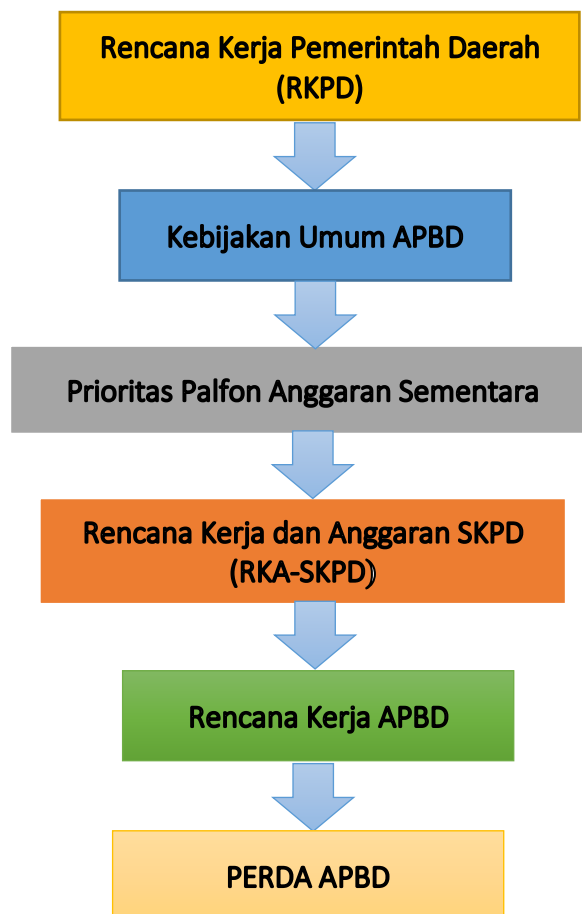 Rencana Kerja Pemerintah Daerah
(RKPD)
Kebijakan Umum APBD
Prioritas Palfon Anggaran Sementara
Rencana Kerja dan Anggaran SKPD
(RKA-SKPD)
Rencana Kerja APBD
PERDA APBD